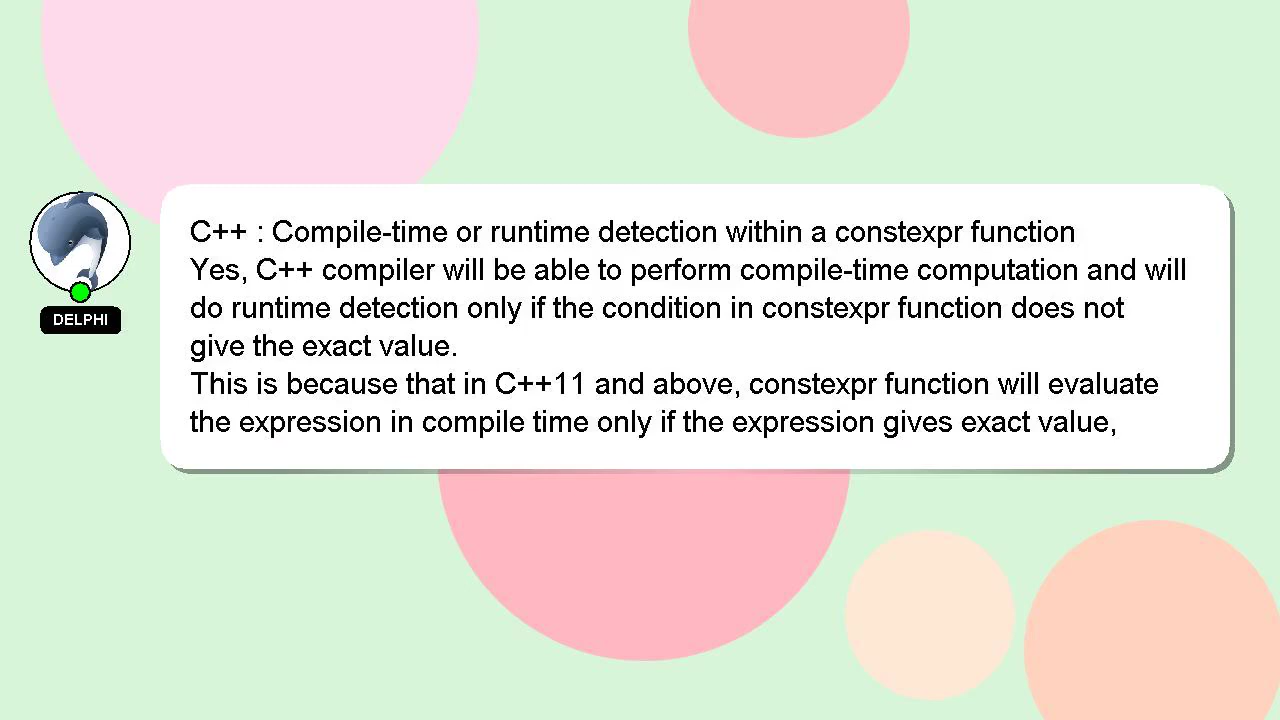 C++ : Compile-time or runtime detection within a constexpr function
Yes, C++ compiler will be able to perform compile-time computation and will
do runtime detection only if the condition in constexpr function does not
give the exact value.
This is because that in C++11 and above, constexpr function will evaluate
the expression in compile time only if the expression gives exact value,
DELPHI